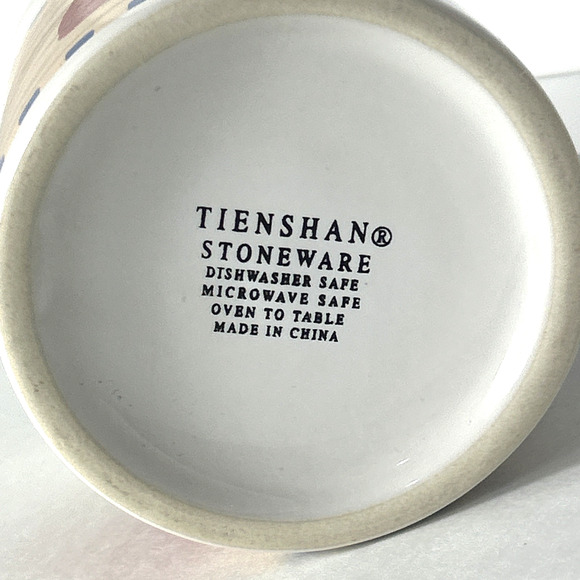 TIENSHAN®
STONEWARE
DISHWASHER SAFE
MICROWAVE SAFE
OVEN TO TABLE
MADE IN CHINA